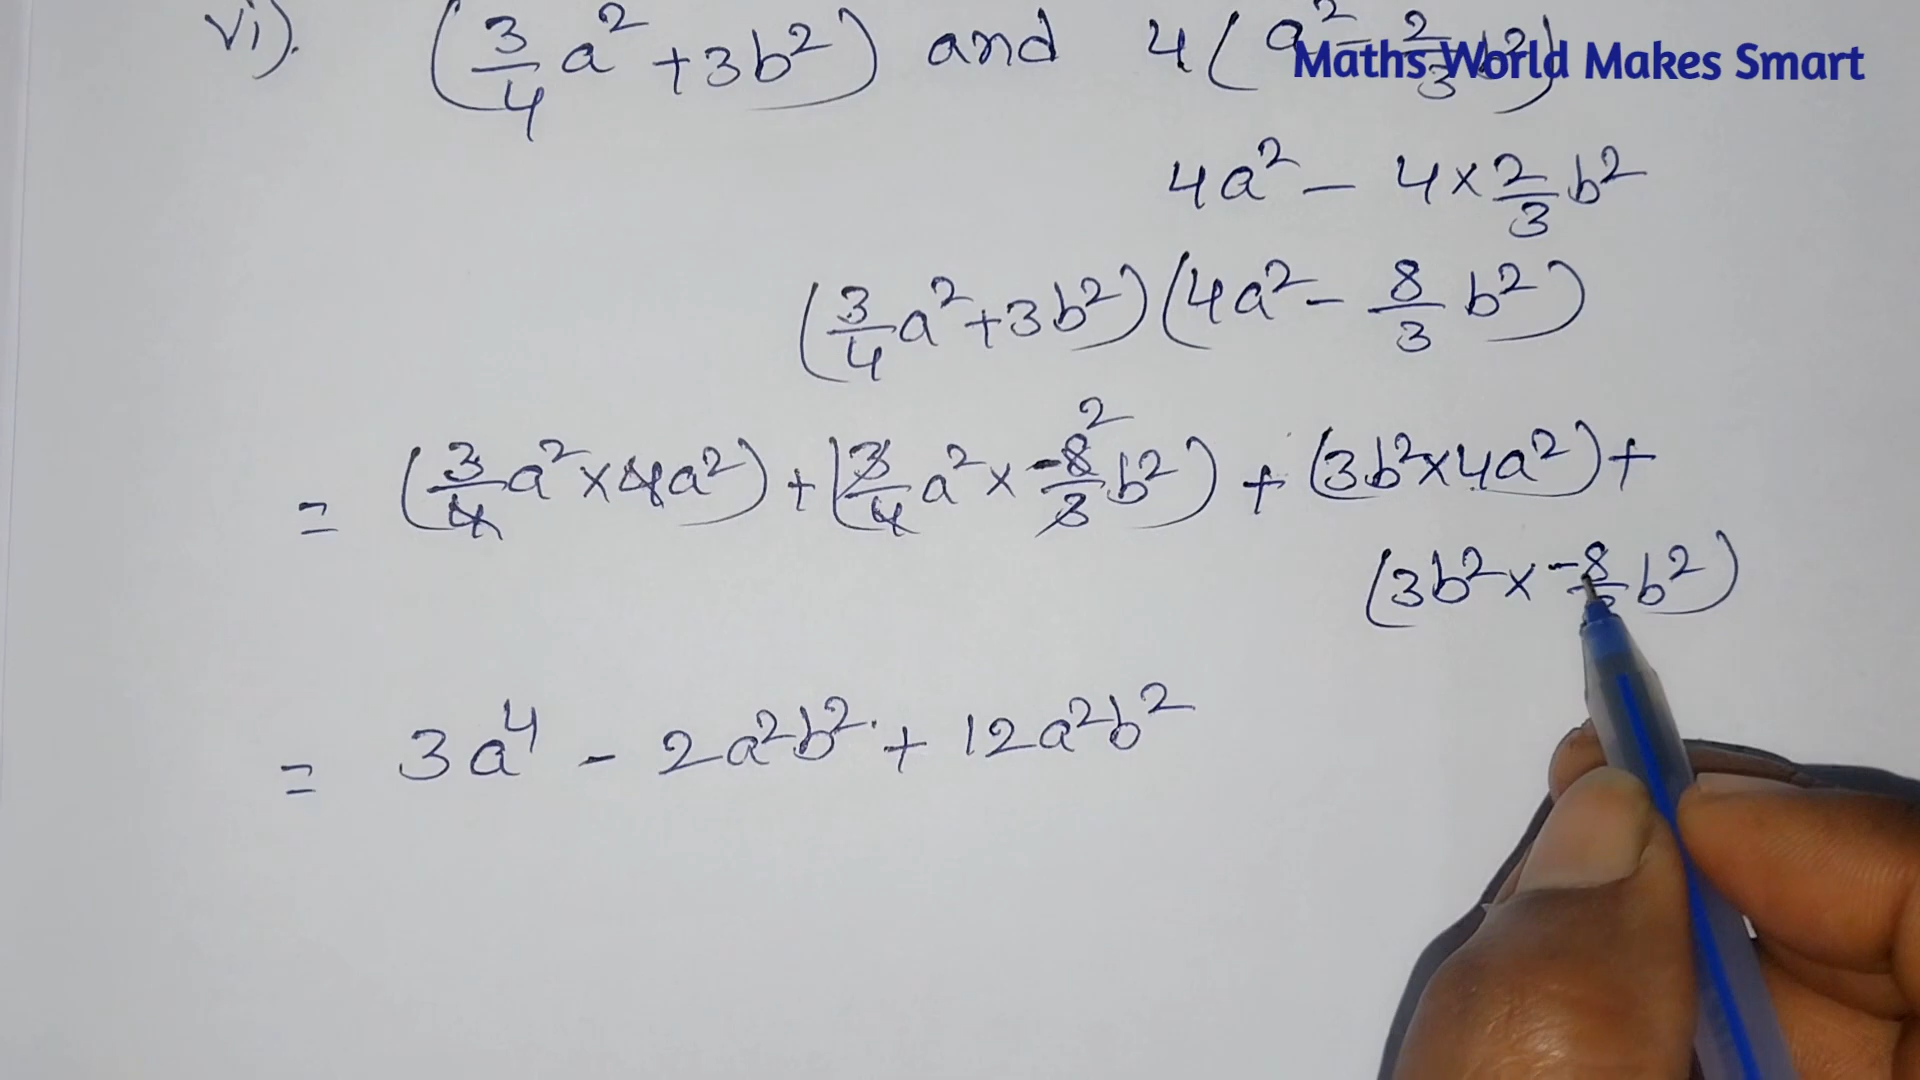 vi). (3/4 a² + 3b²) and 4(a² - 2/3 b²)
Maths World Makes Smart
4a² - 4 × 2/3 b²
(3/4 a² + 3b²)(4a² - 8/3 b²)
= (3/4 a² × 4a²) + (3/4 a² × -8/3 b²) + (3b² × 4a²) +
2
(3b² × -8/3 b²)
= 3a⁴ - 2a²b² + 12a²b²